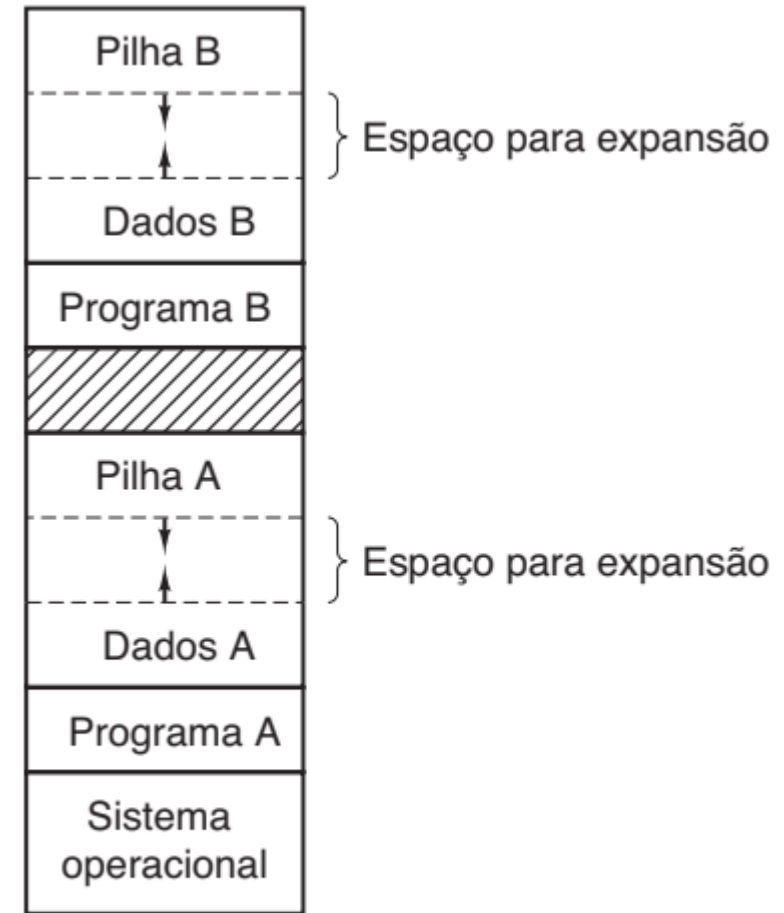 Pilha B
Espaço para expansão
Dados B
Programa B
Pilha A
Espaço para expansão
Dados A
Programa A
Sistema
operacional